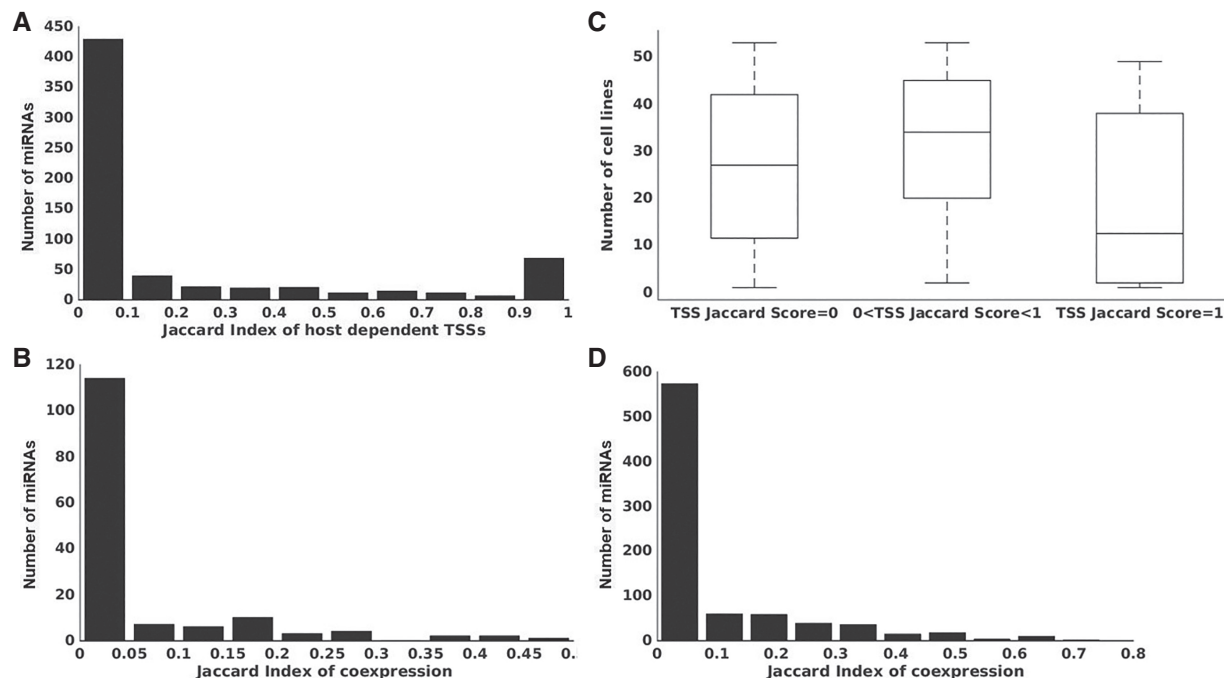 A
450
400
350
300
250
200
150
100
50
0
Number of miRNAs
0 0.1 0.2 0.3 0.4 0.5 0.6 0.7 0.8 0.9 1
Jaccard Index of host dependent TSSs
C
50
40
30
20
10
0
Number of cell lines
TSS Jaccard Score=0 0<TSS Jaccard Score<1 TSS Jaccard Score=1
B
120
100
80
60
40
20
0
Number of miRNAs
0 0.05 0.1 0.15 0.2 0.25 0.3 0.35 0.4 0.45 0.
Jaccard Index of coexpression
D
600
500
400
300
200
100
0
Number of miRNAs
0 0.1 0.2 0.3 0.4 0.5 0.6 0.7 0.8
Jaccard Index of coexpression